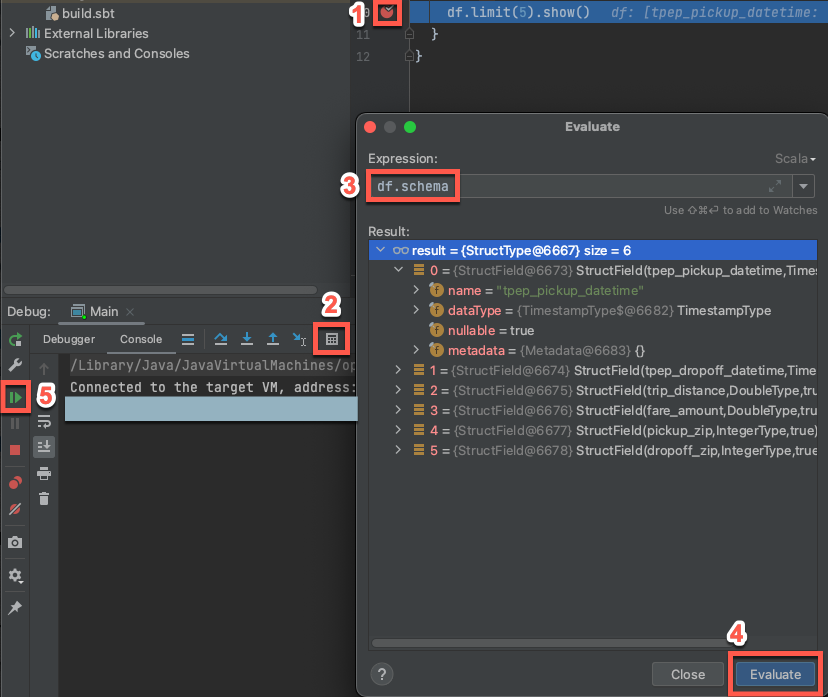 build.sbt
External Libraries
Scratches and Consoles
1
df.limit(5).show() df: [tpep_pickup_datetime:
11 }
12 }
Evaluate
Expression:
Scala
3
df.schema
Use ⇧⌘⏎ to add to Watches
Result:
result = {StructType@6667} size = 6
0 = {StructField@6673} StructField(tpep_pickup_datetime,Times
name = "tpep_pickup_datetime"
dataType = {TimestampType$@6682} TimestampType
nullable = true
metadata = {Metadata@6683} {}
1 = {StructField@6674} StructField(tpep_dropoff_datetime,Time
2 = {StructField@6675} StructField(trip_distance,DoubleType,tru
3 = {StructField@6676} StructField(fare_amount,DoubleType,tru
4 = {StructField@6677} StructField(pickup_zip,IntegerType,true)
5 = {StructField@6678} StructField(dropoff_zip,IntegerType,true
4
?
Close
Evaluate
Debug:
Main
2
Debugger
Console
/Library/Java/JavaVirtualMachines/op
Connected to the target VM, address:
5